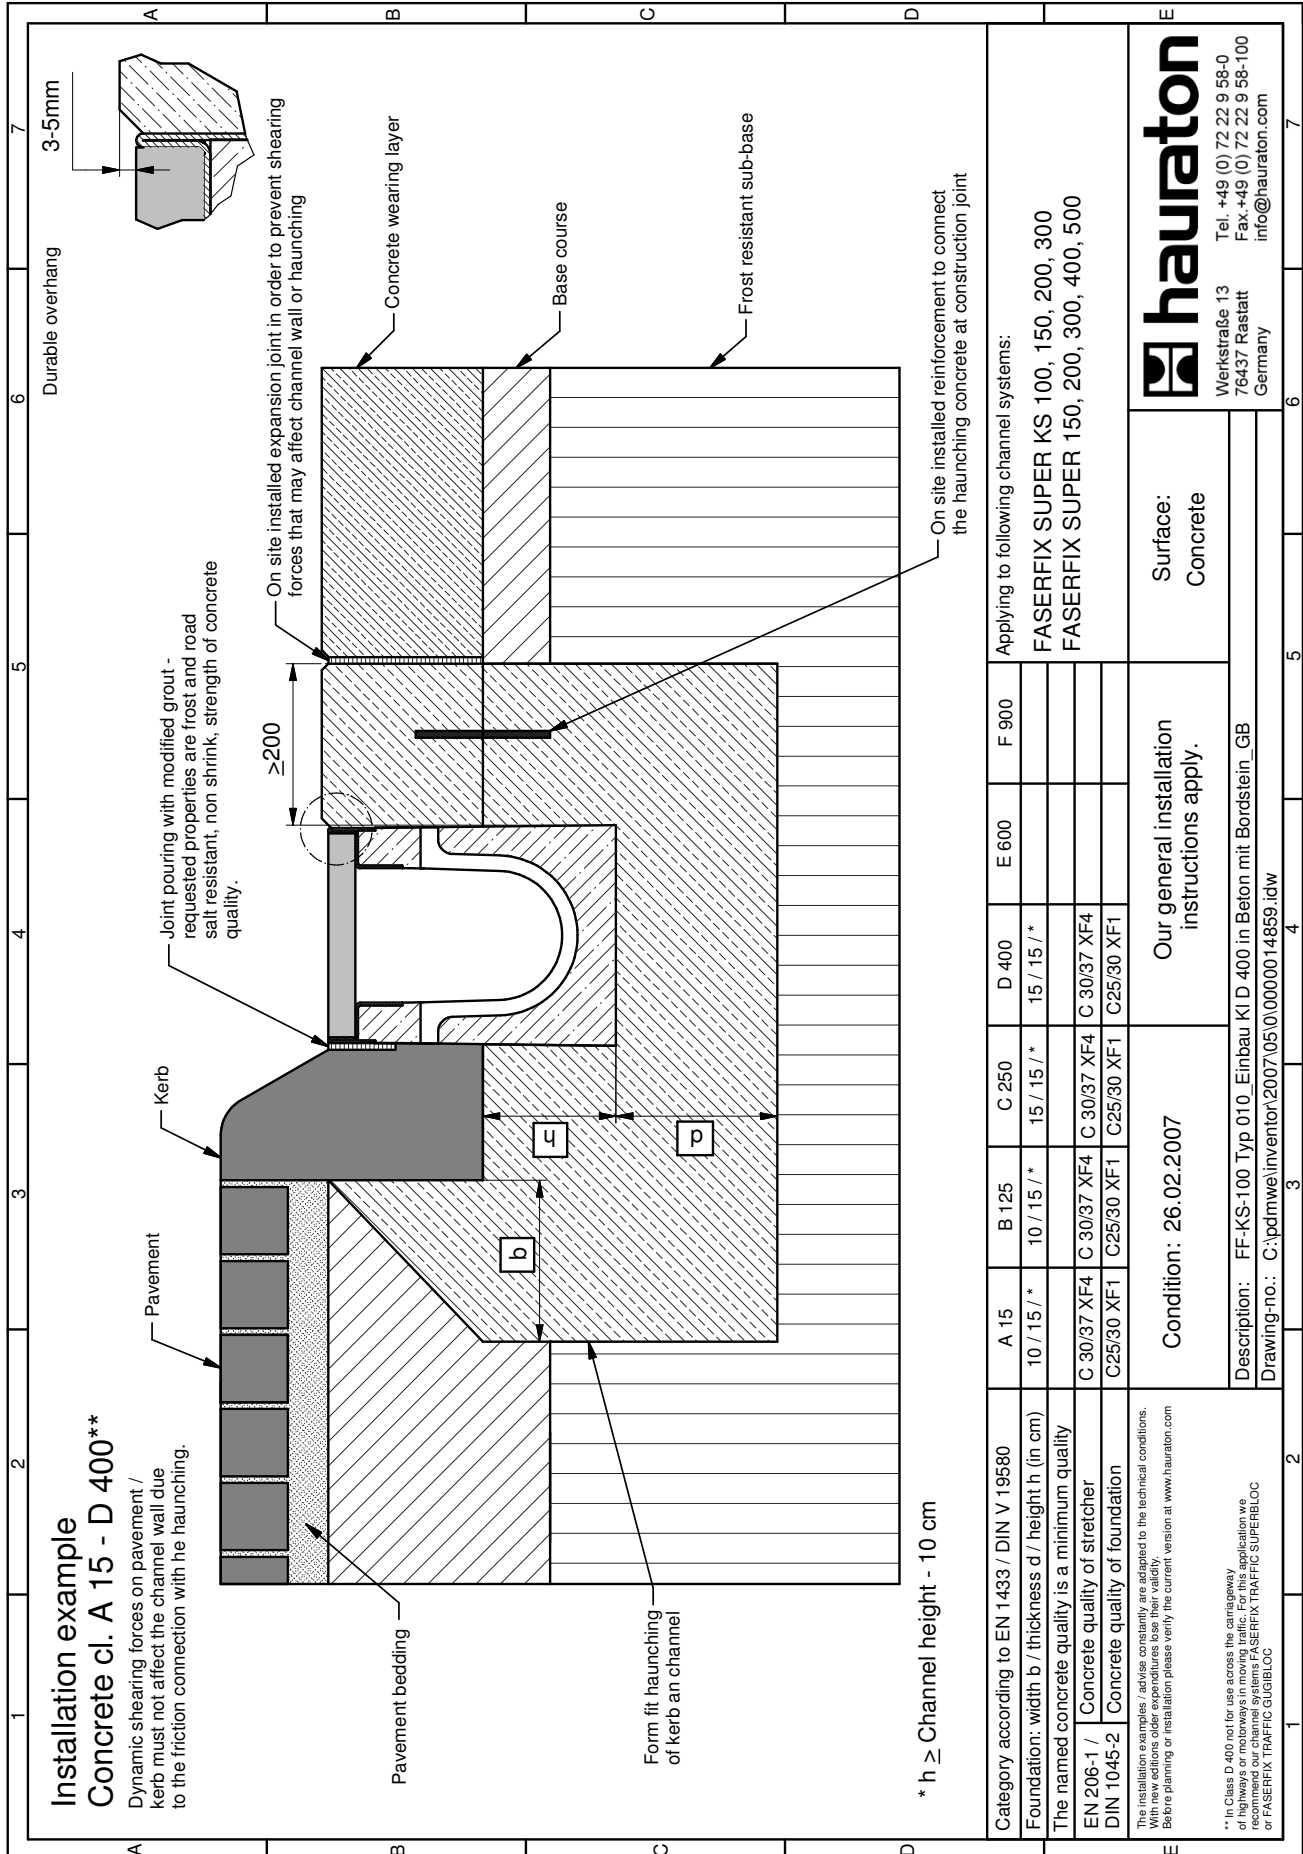 1
2
3
4
5
6
7
A
B
C
D
E
Installation example
Concrete cl. A 15 - D 400**
Dynamic shearing forces on pavement /
kerb must not affect the channel wall due
to the friction connection with he haunching.
Pavement
Kerb
Joint pouring with modified grout -
requested properties are frost and road
salt resistant, non shrink, strength of concrete
quality.
Durable overhang
3-5mm
≥200
On site installed expansion joint in order to prevent shearing
forces that may affect channel wall or haunching
Concrete wearing layer
Base course
Frost resistant sub-base
On site installed reinforcement to connect
the haunching concrete at construction joint
Pavement bedding
Form fit haunching
of kerb an channel
b
h
d
* h ≥ Channel height - 10 cm
Category according to EN 1433 / DIN V 19580
A 15
B 125
C 250
D 400
E 600
F 900
Foundation: width b / thickness d / height h (in cm)
10 / 15 / *
10 / 15 / *
15 / 15 / *
15 / 15 / *
The named concrete quality is a minimum quality
EN 206-1 /
DIN 1045-2
Concrete quality of stretcher
C 30/37 XF4
C 30/37 XF4
C 30/37 XF4
C 30/37 XF4
Concrete quality of foundation
C25/30 XF1
C25/30 XF1
C25/30 XF1
C25/30 XF1
Applying to following channel systems:
FASERFIX SUPER KS 100, 150, 200, 300
FASERFIX SUPER 150, 200, 300, 400, 500
The installation examples / advise constantly are adapted to the technical conditions.
With new editions older expenditures lose their validity.
Before planning or installation please verify the current version at www.hauraton.com
** In Class D 400 not for use across the carriageway
of highways or motorways in moving traffic. For this application we
recommend our channel systems FASERFIX TRAFFIC SUPERBLOC
or FASERFIX TRAFFIC GUGIBLOC
Condition: 26.02.2007
Our general installation
instructions apply.
Surface:
Concrete
Description: FF-KS-100 Typ 010_Einbau Kl D 400 in Beton mit Bordstein_GB
Drawing-no.: C:\pdmwe\inventor\2007\05\0\0000014859.idw
hauraton
Werkstraße 13
76437 Rastatt
Germany
Tel. +49 (0) 72 22 9 58-0
Fax.+49 (0) 72 22 9 58-100
info@hauraton.com
A
B
C
D
E
1
2
3
4
5
6
7